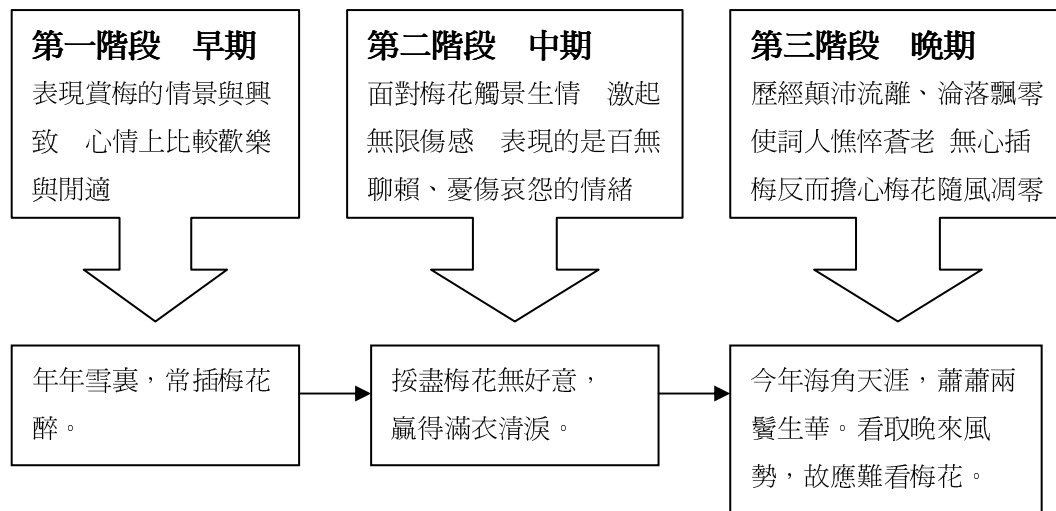 第一階段　早期
表現賞梅的情景與興
致　心情上比較歡樂
與閒適
第二階段　中期
面對梅花觸景生情　激起
無限傷感　表現的是百無
聊賴、憂傷哀怨的情緒
第三階段　晚期
歷經顛沛流離、淪落飄零
使詞人憔悴蒼老 無心插
梅反而擔心梅花隨風凋零
年年雪裏，常插梅花
醉。
挼盡梅花無好意，
贏得滿衣清淚。
今年海角天涯，蕭蕭兩
鬢生華。看取晚來風
勢，故應難看梅花。